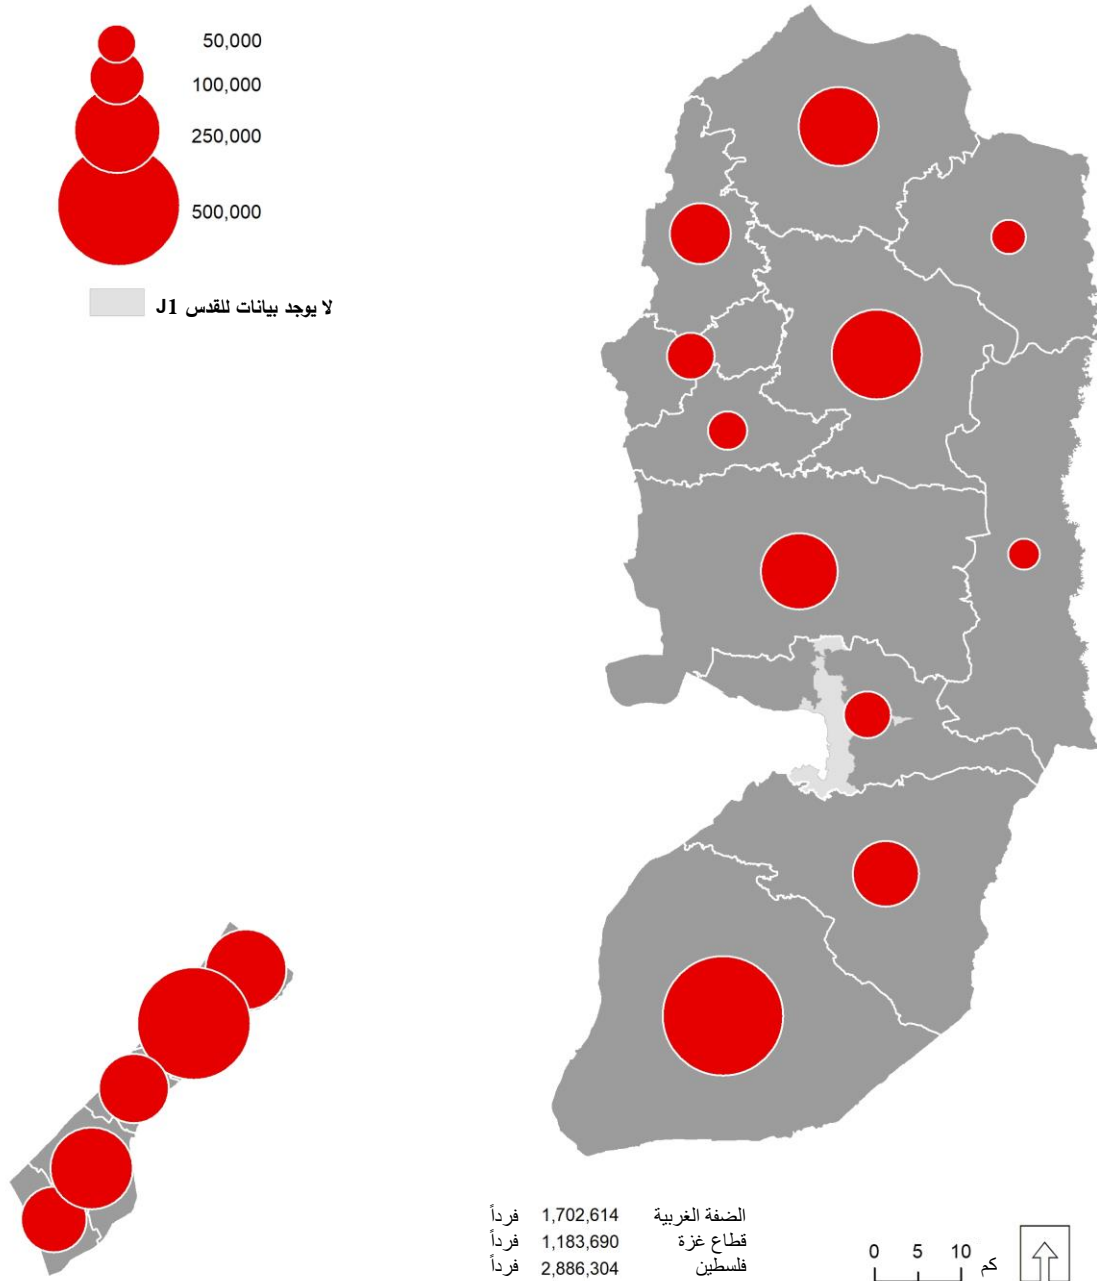 50,000
100,000
250,000
500,000
لا يوجد بيانات للقدس J1
الضفة الغربية 1,702,614 فرداً
قطاع غزة 1,183,690 فرداً
فلسطين 2,886,304 فرداً
0 5 10 كم